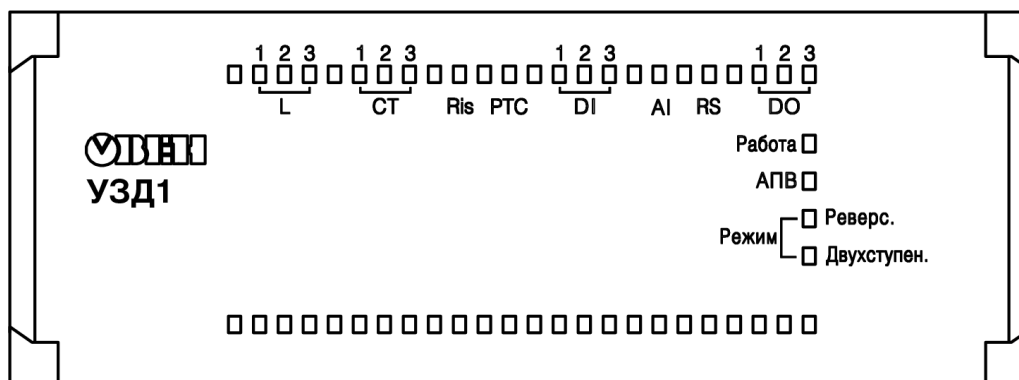 1 2 3 1 2 3 1 2 3 1 2 3
L CT Ris PTC DI AI RS DO
ОВЕН
УЗД1
Работа
АПВ
Реверс.
Режим
Двухступен.